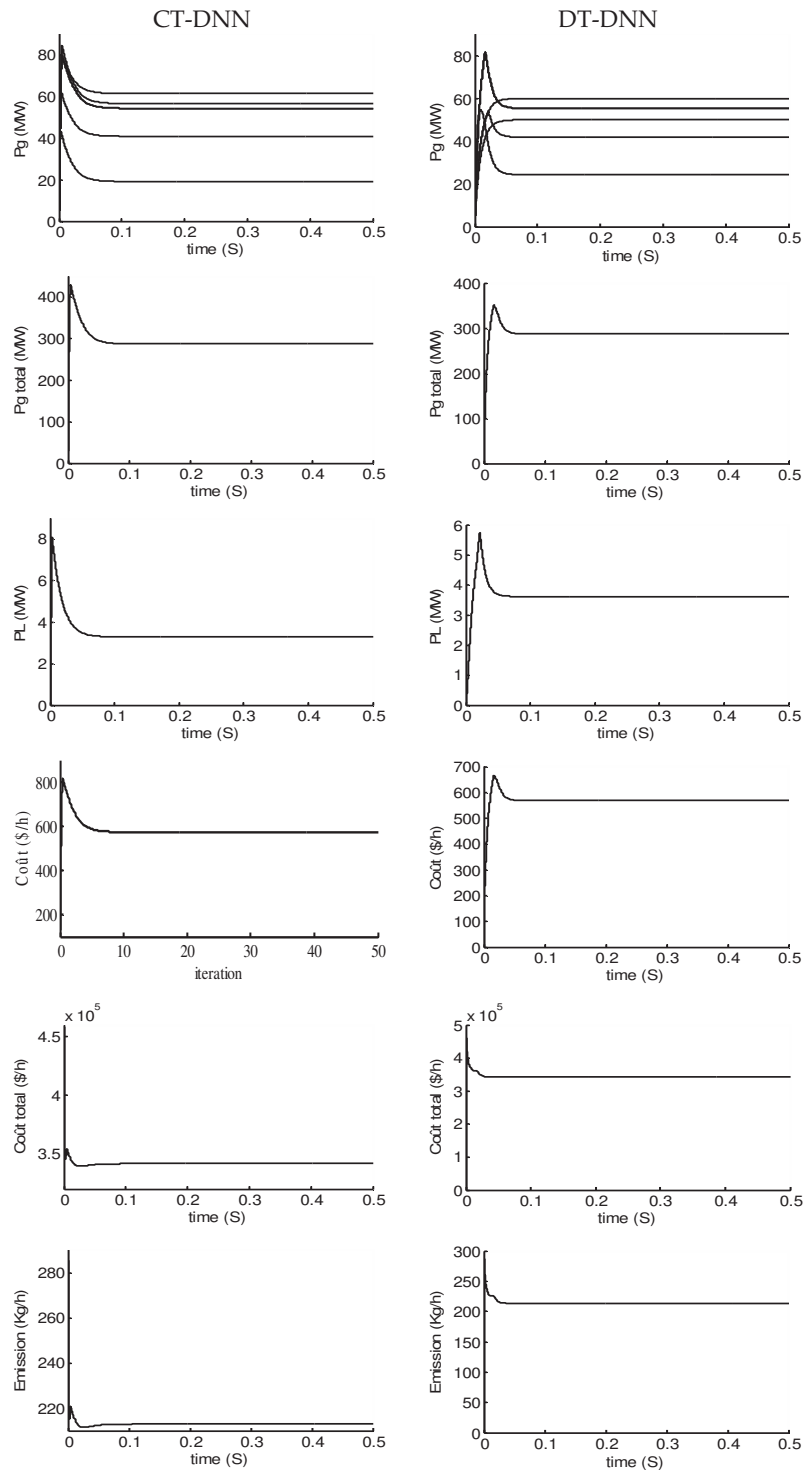 CT-DNN
DT-DNN
80
60
40
20
0
Pg (MW)
0 0.1 0.2 0.3 0.4 0.5
time (S)
80
60
40
20
0
Pg (MW)
0 0.1 0.2 0.3 0.4 0.5
time (S)
400
300
200
100
0
Pg total (MW)
0 0.1 0.2 0.3 0.4 0.5
time (S)
400
300
200
100
0
Pg total (MW)
0 0.1 0.2 0.3 0.4 0.5
time (S)
8
6
4
2
0
PL (MW)
0 0.1 0.2 0.3 0.4 0.5
time (S)
6
5
4
3
2
1
0
PL (MW)
0 0.1 0.2 0.3 0.4 0.5
time (S)
800
600
400
200
Coût ($/h)
0 10 20 30 40 50
iteration
700
600
500
400
300
200
100
0
Coût ($/h)
0 0.1 0.2 0.3 0.4 0.5
time (S)
x 10^5
4.5
4
3.5
Coût total ($/h)
0 0.1 0.2 0.3 0.4 0.5
time (S)
x 10^5
5
4
3
2
1
0
Coût total ($/h)
0 0.1 0.2 0.3 0.4 0.5
time (S)
280
260
240
220
Emission (Kg/h)
0 0.1 0.2 0.3 0.4 0.5
time (S)
300
250
200
150
100
50
0
Emission (Kg/h)
0 0.1 0.2 0.3 0.4 0.5
time (S)